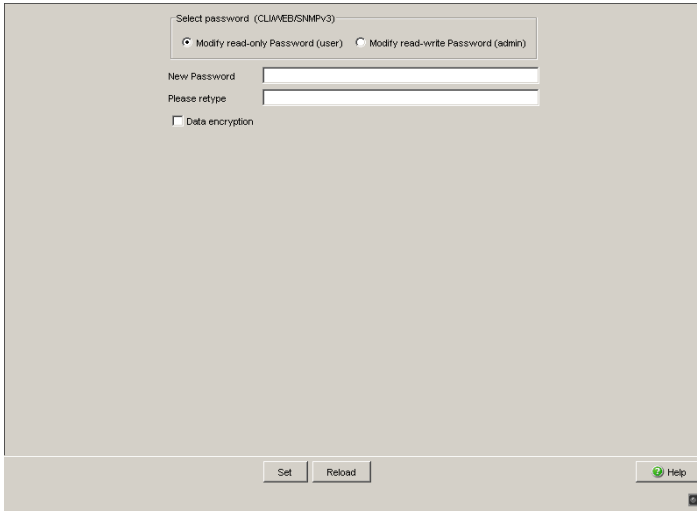 Select password (CLI/WEB/SNMPv3)
Modify read-only Password (user) Modify read-write Password (admin)
New Password
Please retype
Data encryption
Set Reload Help